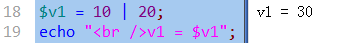 18 $v1 = 10 | 20; v1 = 30
19 echo "<br />v1 = $v1";